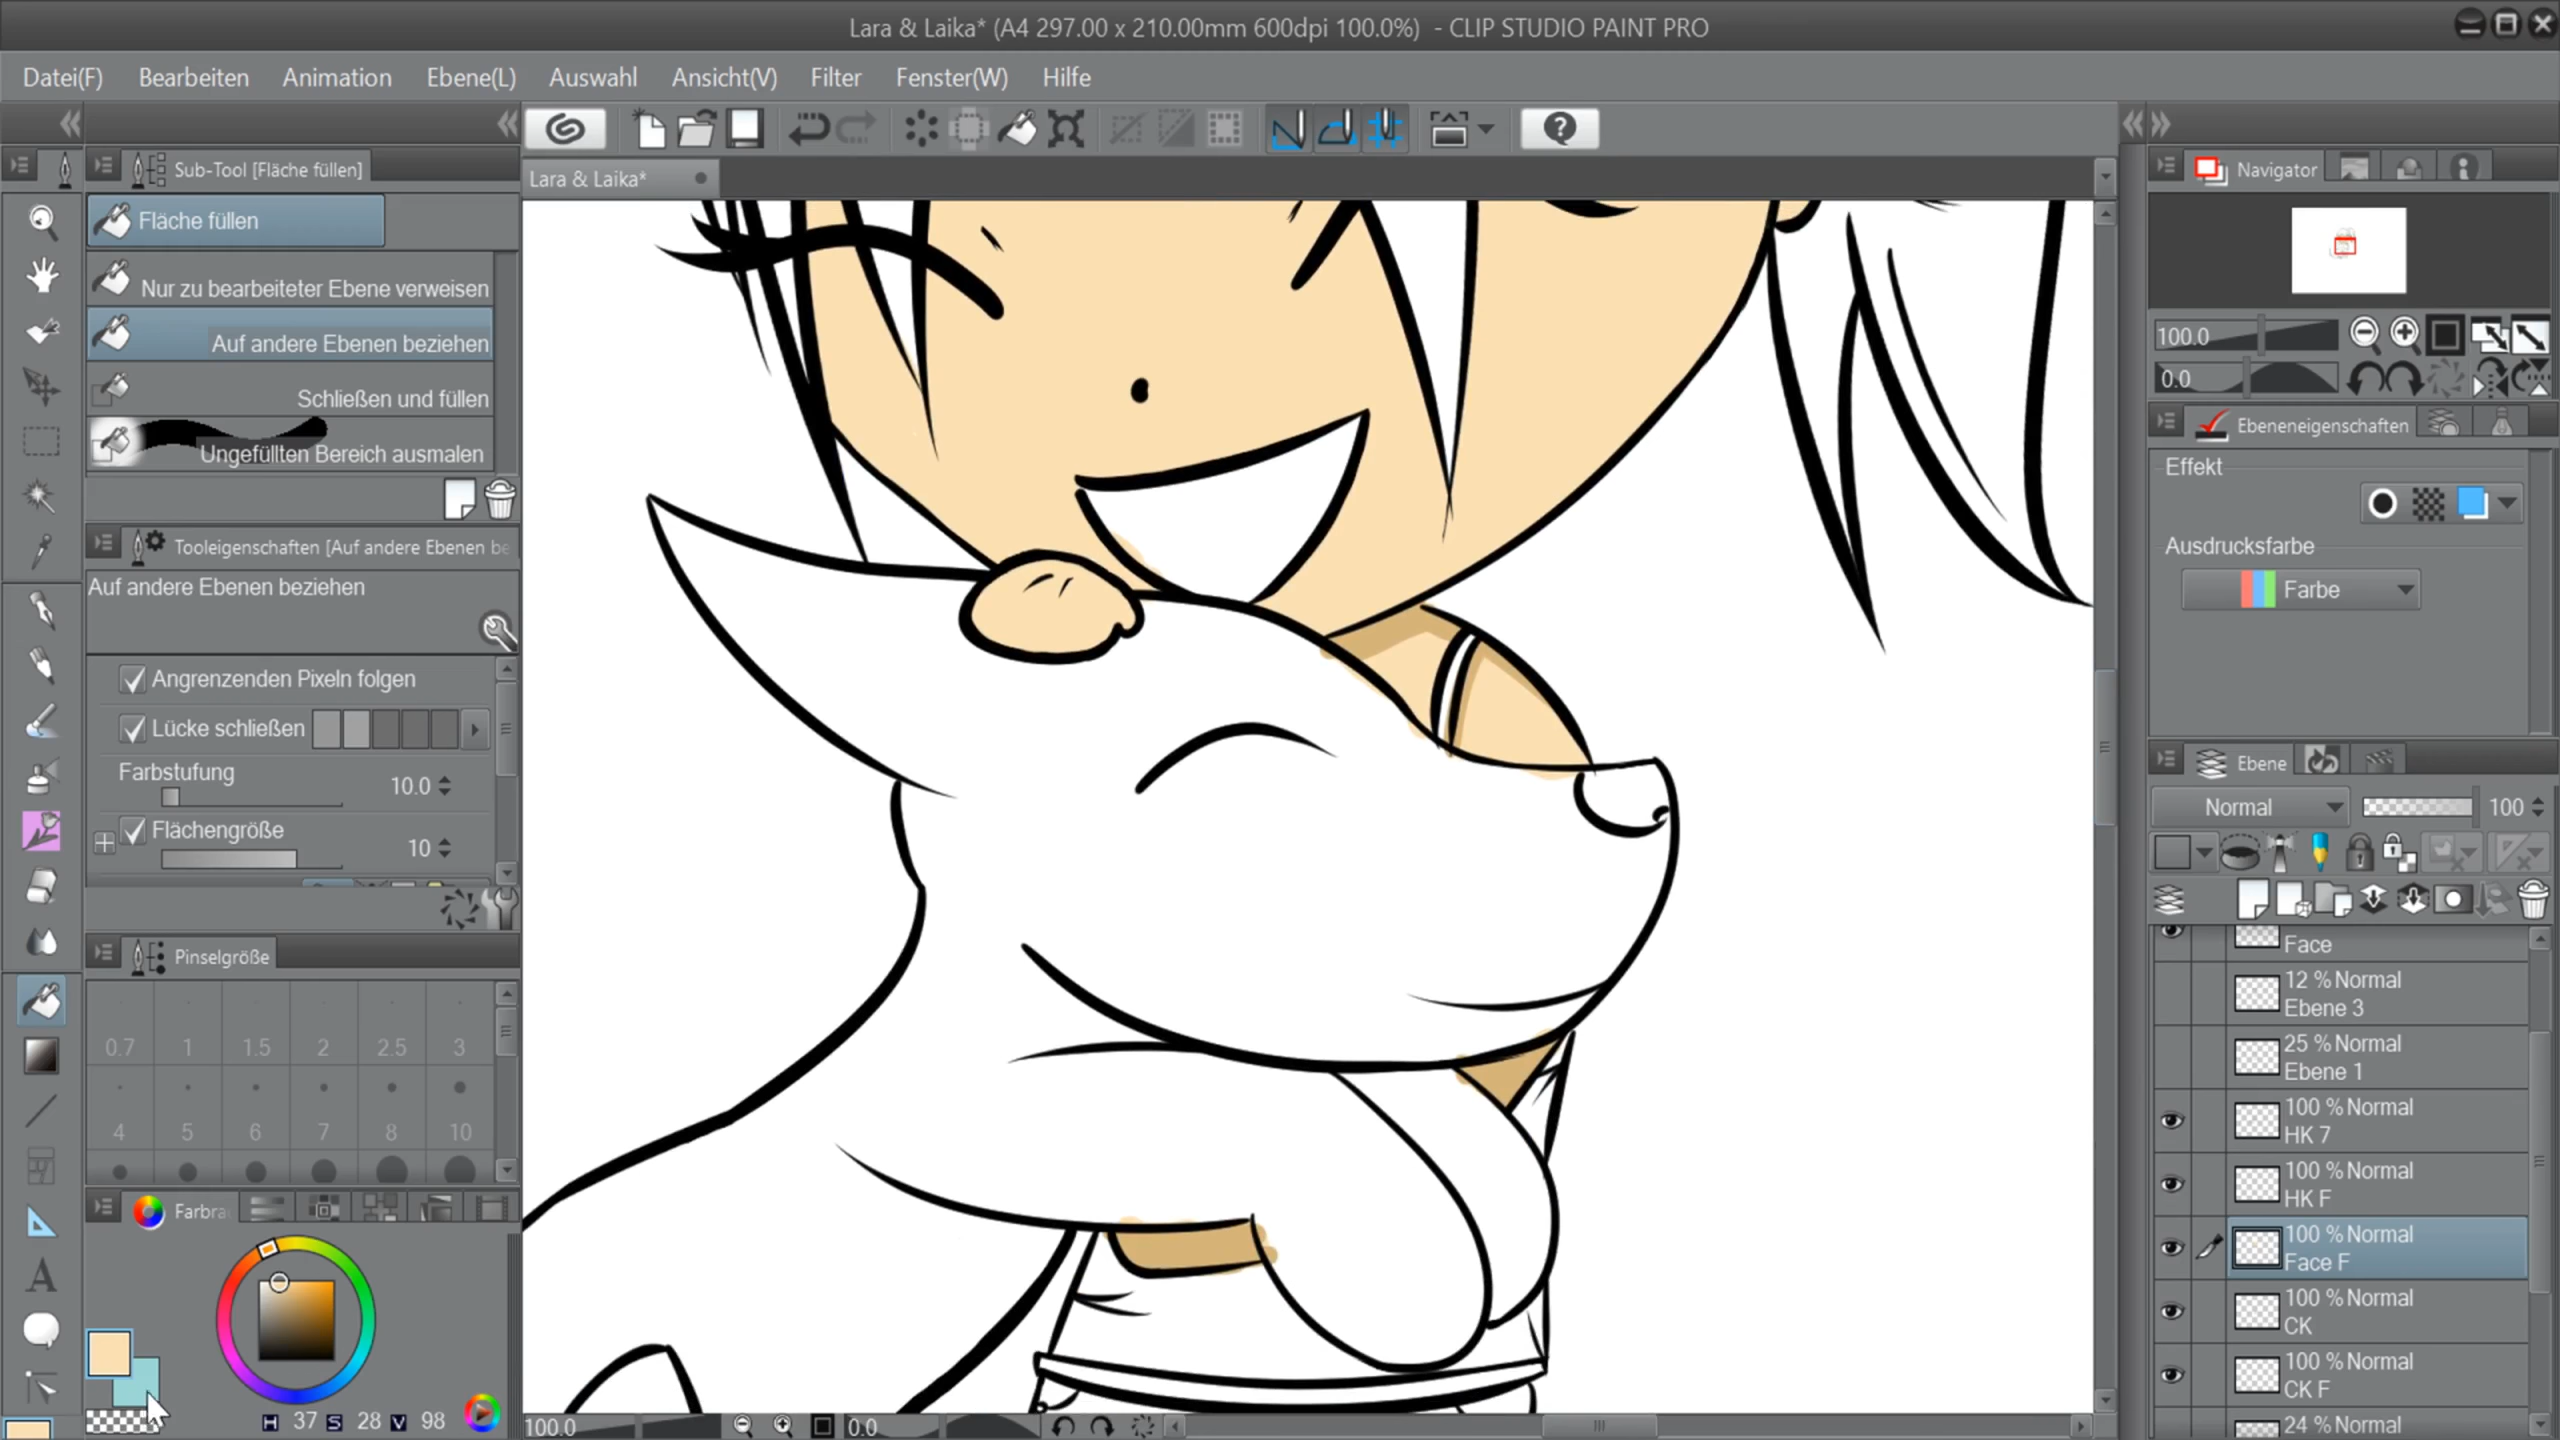 Lara & Laika* (A4 297.00 x 210.00mm 600dpi 100.0%) - CLIP STUDIO PAINT PRO
Datei(F) Bearbeiten Animation Ebene(L) Auswahl Ansicht(V) Filter Fenster(W) Hilfe
Sub-Tool [Fläche füllen]
Lara & Laika*
Fläche füllen
Nur zu bearbeiteter Ebene verweisen
Auf andere Ebenen beziehen
Schließen und füllen
Ungefüllten Bereich ausmalen
Tooleigenschaften [Auf andere Ebenen be
Auf andere Ebenen beziehen
Angrenzenden Pixeln folgen
Lücke schließen
Farbstufung 10.0
Flächengröße 10
Pinselgröße
0.7 1 1.5 2 2.5 3
4 5 6 7 8 10
Farbra
H 37 S 28 V 98
100.0 0.0
Navigator
100.0
0.0
Ebeneneigenschaften
Effekt
Ausdrucksfarbe
Farbe
Ebene
Normal 100
Face
12 % Normal
Ebene 3
25 % Normal
Ebene 1
100 % Normal
HK 7
100 % Normal
HK F
100 % Normal
Face F
100 % Normal
CK
100 % Normal
CK F
24 % Normal